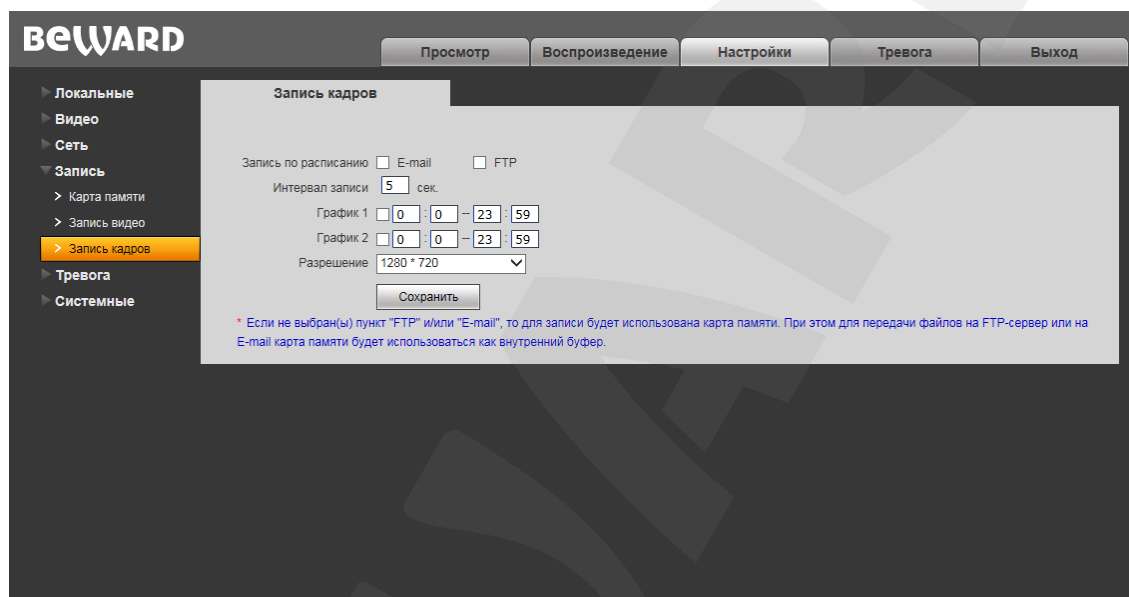 BEWARD
Просмотр Воспроизведение Настройки Тревога Выход
Локальные
Видео
Сеть
Запись
> Карта памяти
> Запись видео
> Запись кадров
Тревога
Системные
Запись кадров
Запись по расписанию E-mail FTP
Интервал записи 5 сек.
График 1 0 : 0 -- 23 : 59
График 2 0 : 0 -- 23 : 59
Разрешение 1280 * 720
Сохранить
* Если не выбран(ы) пункт "FTP" и/или "E-mail", то для записи будет использована карта памяти. При этом для передачи файлов на FTP-сервер или на
E-mail карта памяти будет использоваться как внутренний буфер.